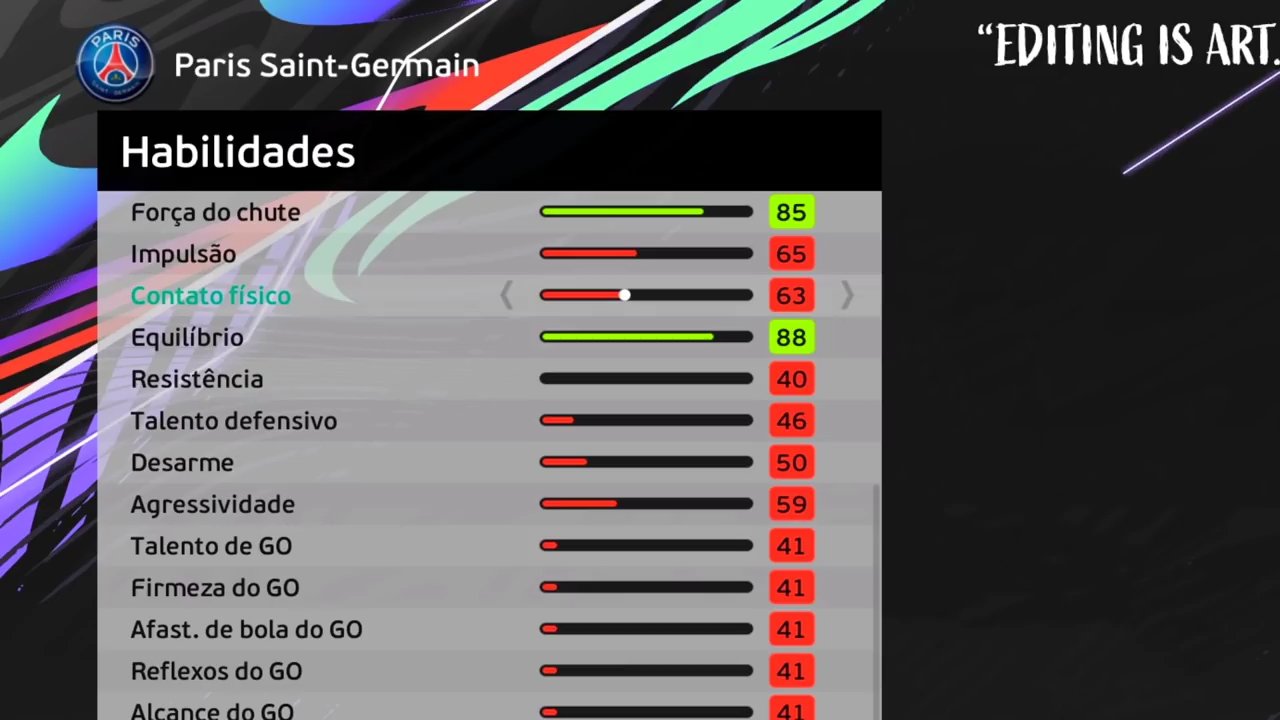 PARIS
SAINT-GERMAIN
Paris Saint-Germain
"EDITING IS ART.
Habilidades
Força do chute 85
Impulsão 65
Contato físico 63
Equilíbrio 88
Resistência 40
Talento defensivo 46
Desarme 50
Agressividade 59
Talento de GO 41
Firmeza do GO 41
Afast. de bola do GO 41
Reflexos do GO 41
Alcance do GO 41